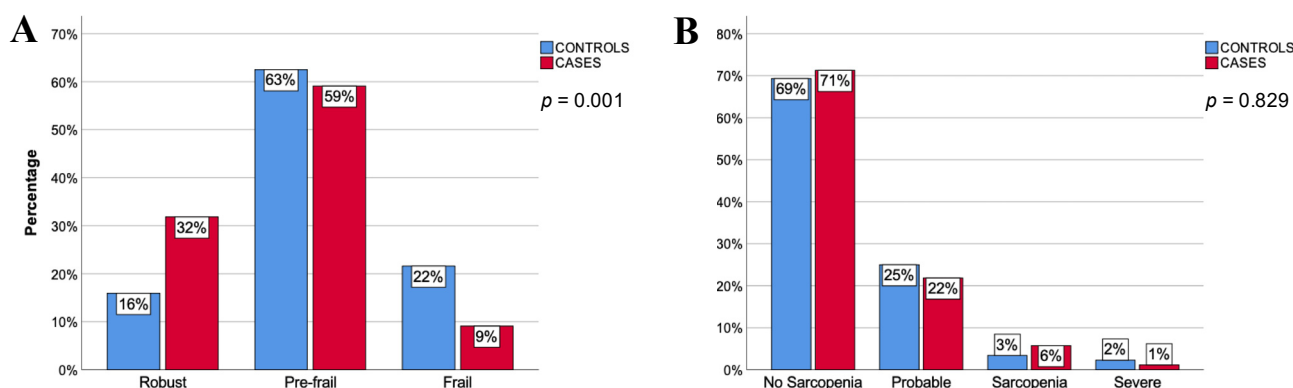 A
CONTROLS
CASES
p = 0.001
Percentage
70%
60%
50%
40%
30%
20%
10%
0%
16%
32%
63%
59%
22%
9%
Robust
Pre-frail
Frail
B
CONTROLS
CASES
p = 0.829
80%
70%
60%
50%
40%
30%
20%
10%
0%
69%
71%
25%
22%
3%
6%
2%
1%
No Sarcopenia
Probable
Sarcopenia
Severe